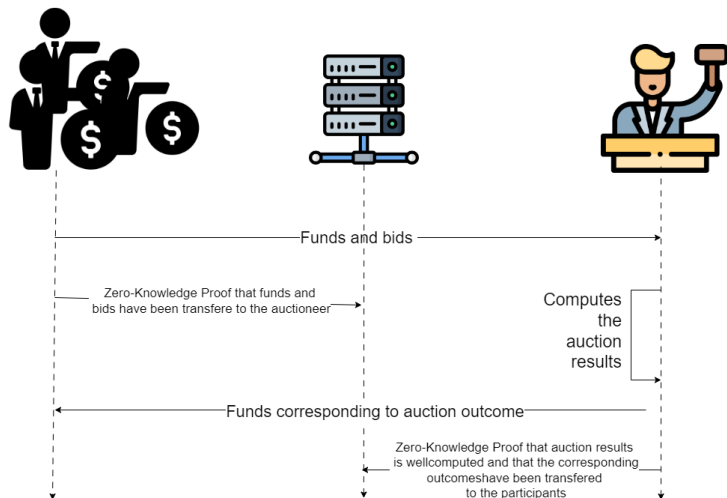 $
$
$
Funds and bids
Zero-Knowledge Proof that funds and
bids have been transfere to the auctioneer
Computes
the
auction
results
Funds corresponding to auction outcome
Zero-Knowledge Proof that auction results
is wellcomputed and that the corresponding
outcomeshave been transfered
to the participants